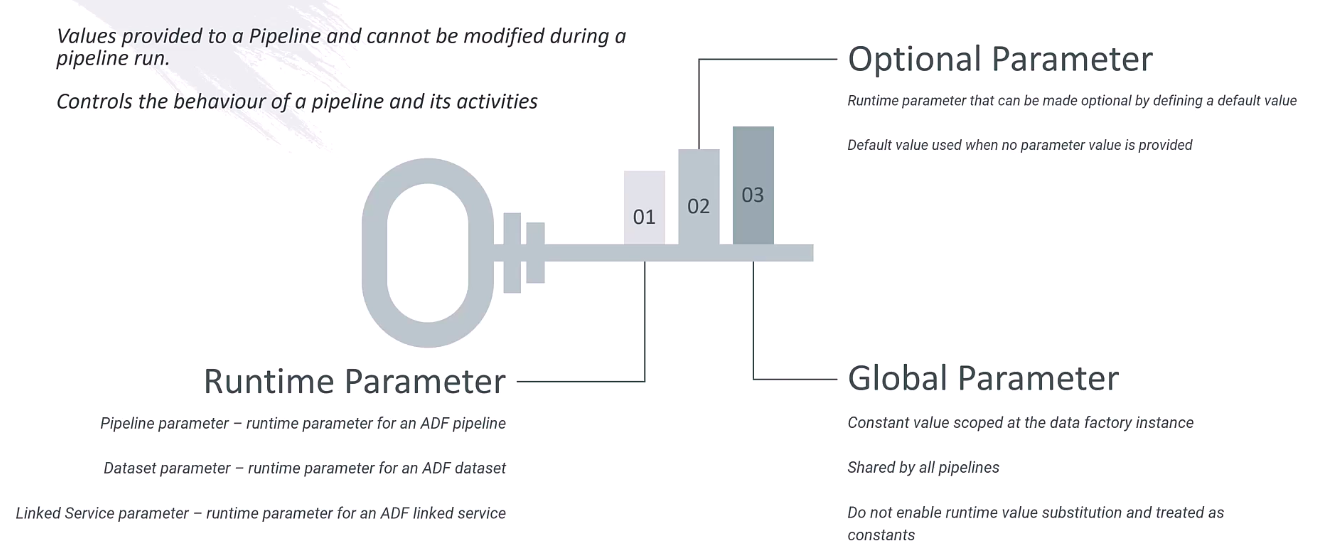 Values provided to a Pipeline and cannot be modified during a
pipeline run.
Controls the behaviour of a pipeline and its activities
Optional Parameter
Runtime parameter that can be made optional by defining a default value
Default value used when no parameter value is provided
01
02
03
Runtime Parameter
Pipeline parameter – runtime parameter for an ADF pipeline
Dataset parameter – runtime parameter for an ADF dataset
Linked Service parameter – runtime parameter for an ADF linked service
Global Parameter
Constant value scoped at the data factory instance
Shared by all pipelines
Do not enable runtime value substitution and treated as
constants